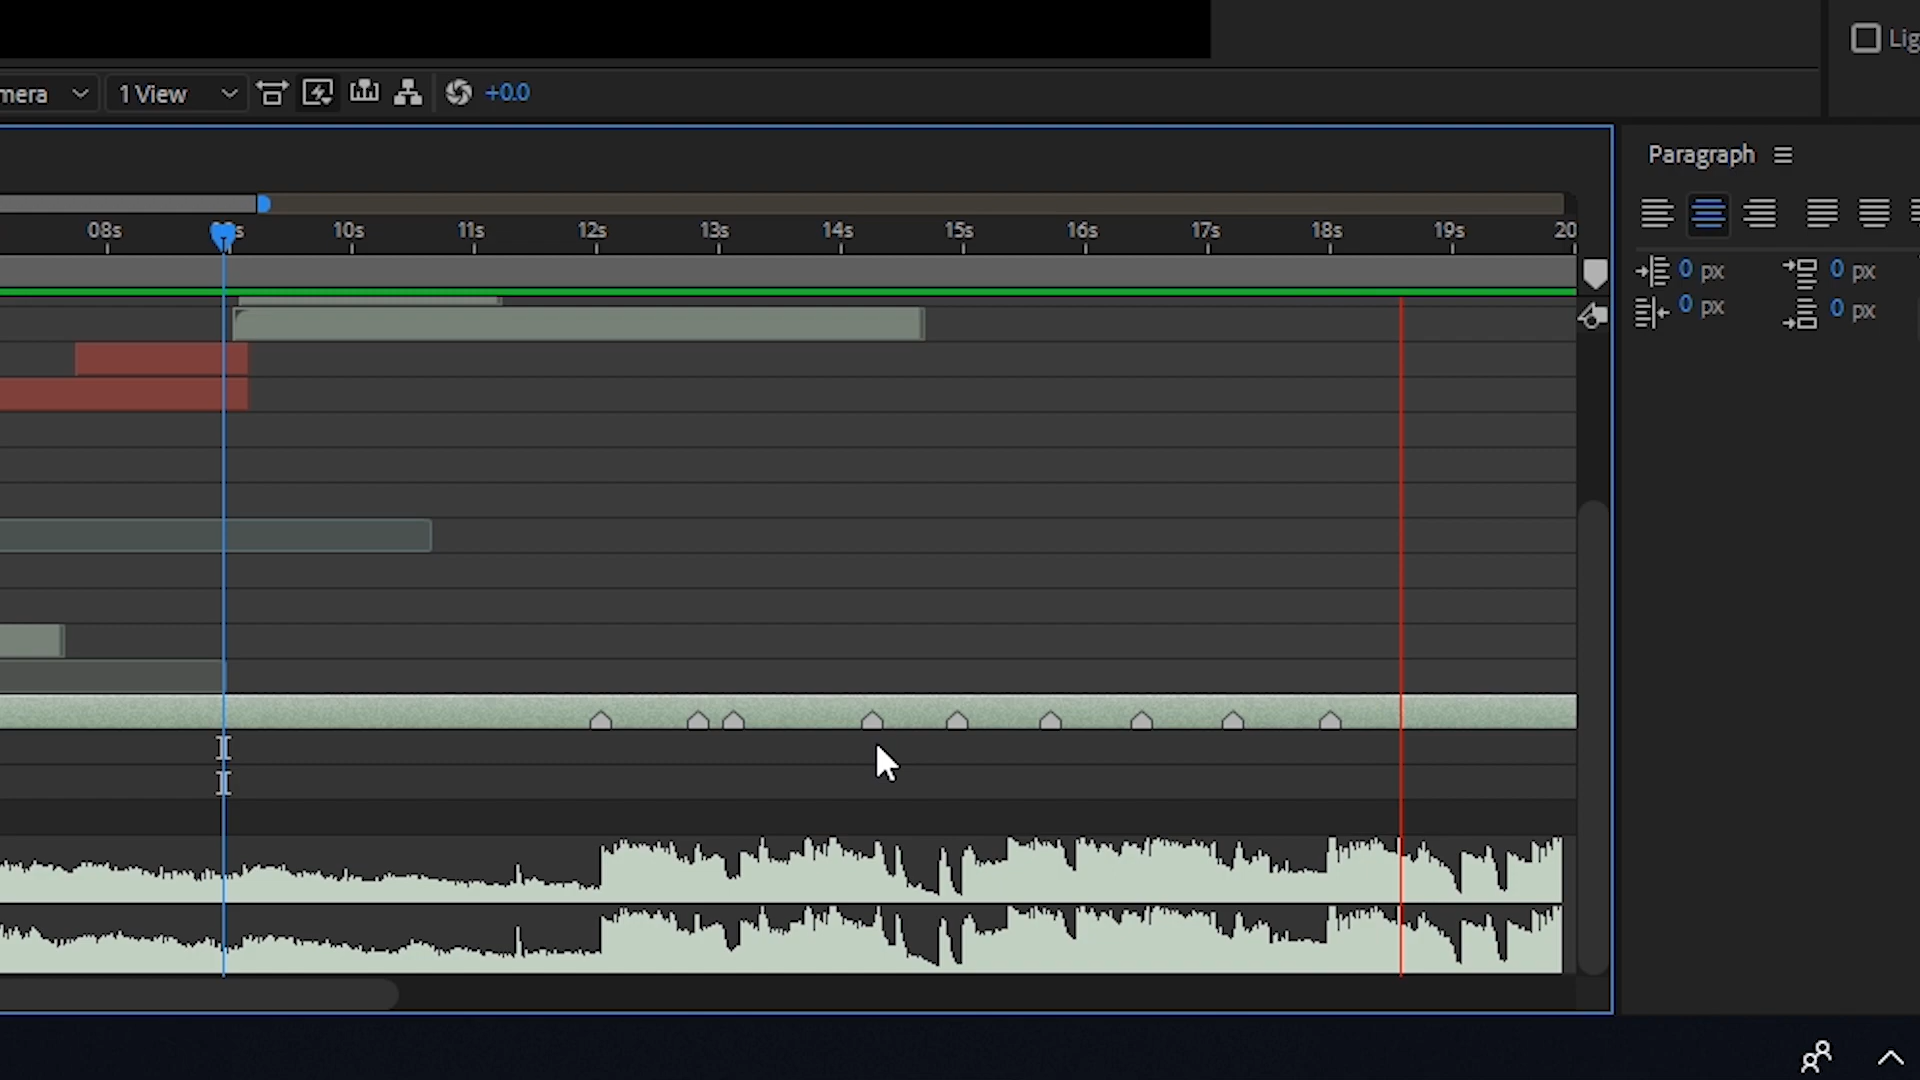 Lig
mera
1 View
+0.0
Paragraph
08s
s
10s
11s
12s
13s
14s
15s
16s
17s
18s
19s
20
0 px
0 px
0 px
0 px